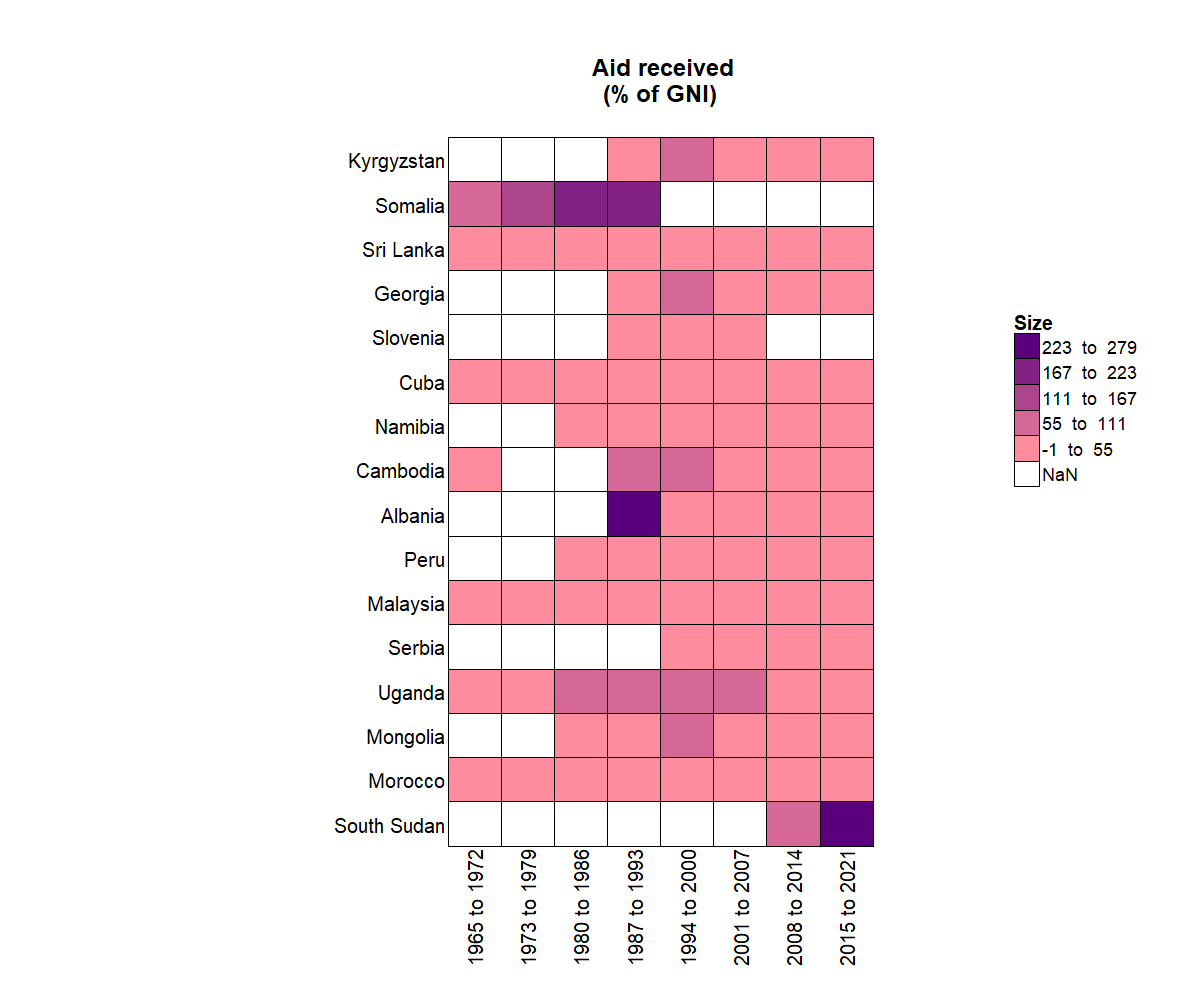 Aid received
(% of GNI)
Kyrgyzstan
Somalia
Sri Lanka
Georgia
Slovenia
Cuba
Namibia
Cambodia
Albania
Peru
Malaysia
Serbia
Uganda
Mongolia
Morocco
South Sudan
1965 to 1972
1973 to 1979
1980 to 1986
1987 to 1993
1994 to 2000
2001 to 2007
2008 to 2014
2015 to 2021
Size
223 to 279
167 to 223
111 to 167
55 to 111
-1 to 55
NaN